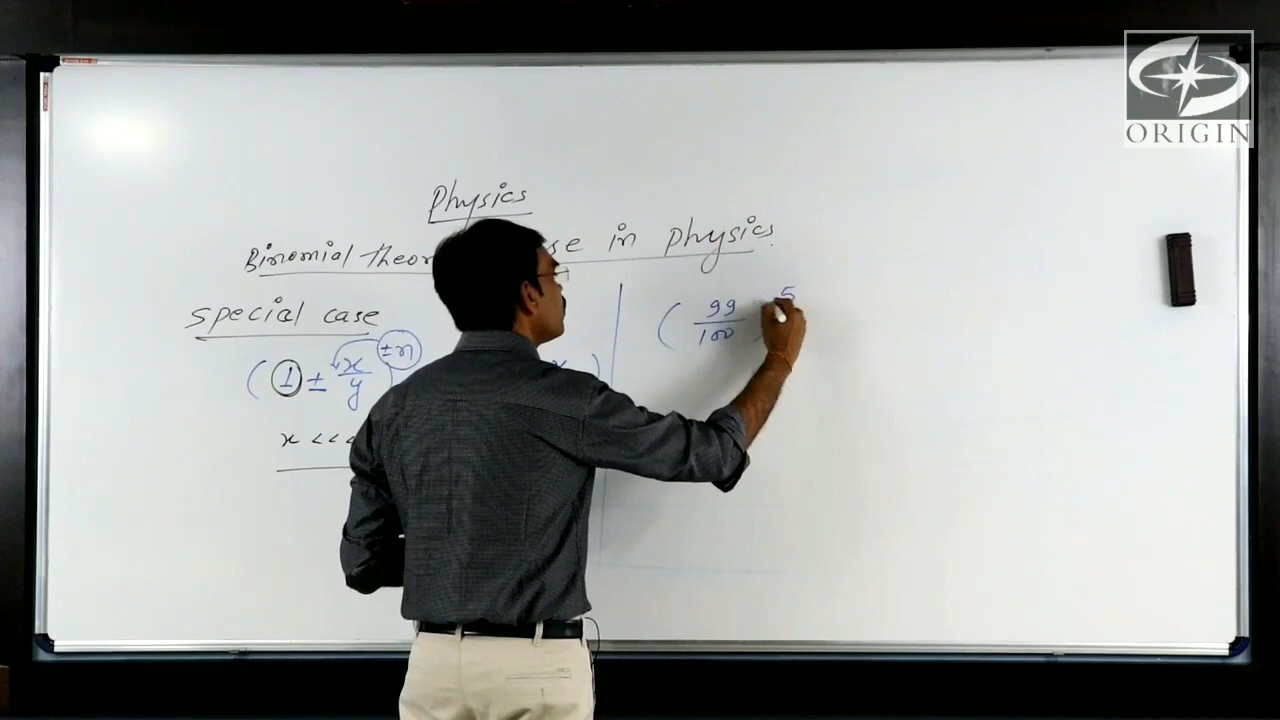 ORIGIN
Physics
Binomial theor se in physics.
special case
( 1 ± x/y ) ±n
x <<
( 99/100 ) 5